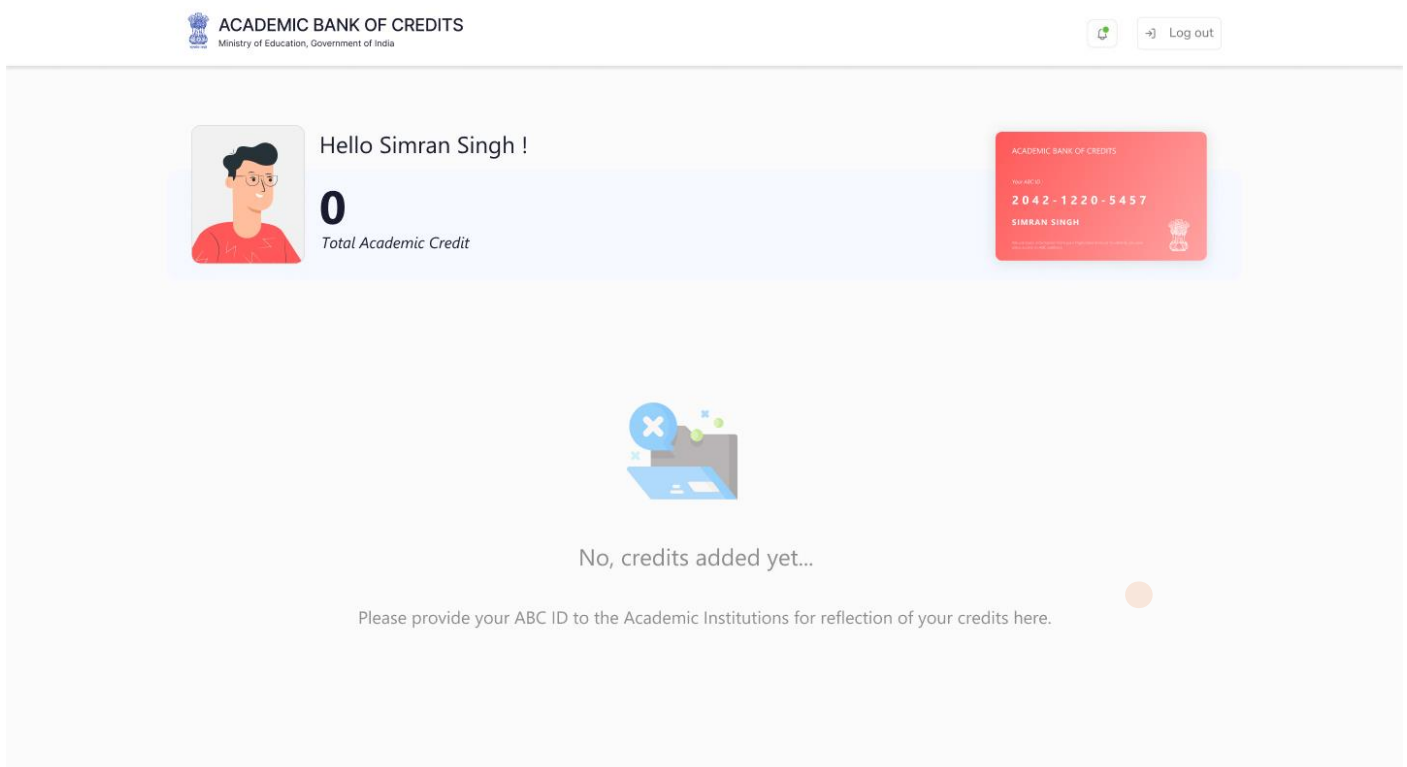 ACADEMIC BANK OF CREDITS
Ministry of Education, Government of India
Log out
Hello Simran Singh !
0
Total Academic Credit
ACADEMIC BANK OF CREDITS
Your ABC ID
2042-1220-5457
SIMRAN SINGH
No, credits added yet...
Please provide your ABC ID to the Academic Institutions for reflection of your credits here.